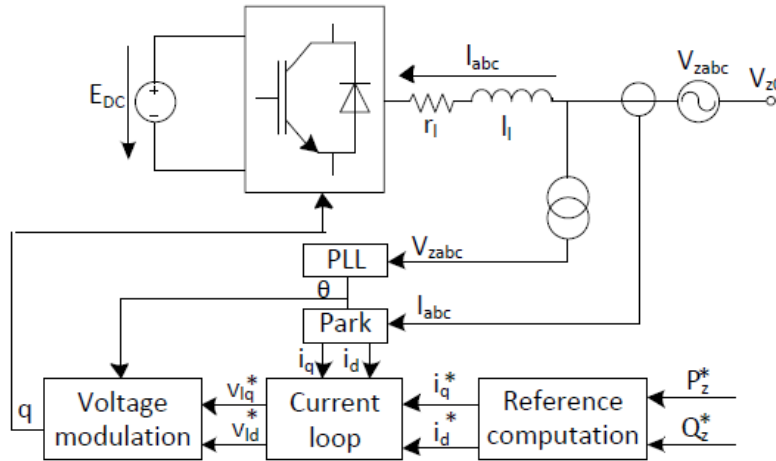 I_abc
V_zabc
V_z0
E_DC
+
−
r_l
l_l
PLL
V_zabc
θ
Park
I_abc
i_q
i_d
q
Voltage modulation
v_lq*
v_ld*
Current loop
i_q*
i_d*
Reference computation
P_z*
Q_z*